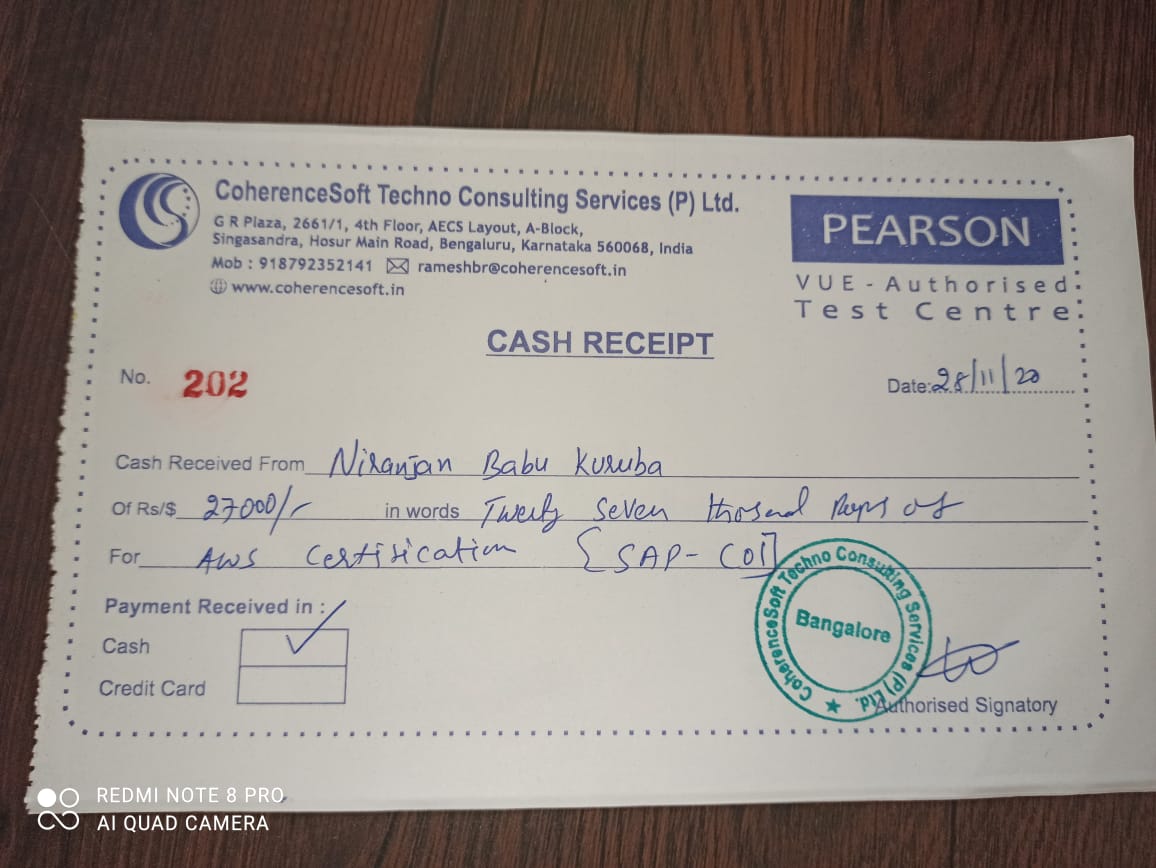 CoherenceSoft Techno Consulting Services (P) Ltd.
G R Plaza, 2661/1, 4th Floor, AECS Layout, A-Block,
Singasandra, Hosur Main Road, Bengaluru, Karnataka 560068, India
Mob : 918792352141 rameshbr@coherencesoft.in
www.coherencesoft.in
PEARSON
VUE - Authorised
Test Centre
CASH RECEIPT
No. 202
Date: 28/11/20
Cash Received From Niranjan Babu Kuruba
Of Rs/$ 27000/- in words Twenty Seven thosand
For AWS Certification [SAP-C01]
Payment Received in :
Cash
Credit Card
CoherenceSoft Techno Consulting Services (P) Ltd.
Bangalore
Authorised Signatory
REDMI NOTE 8 PRO
AI QUAD CAMERA